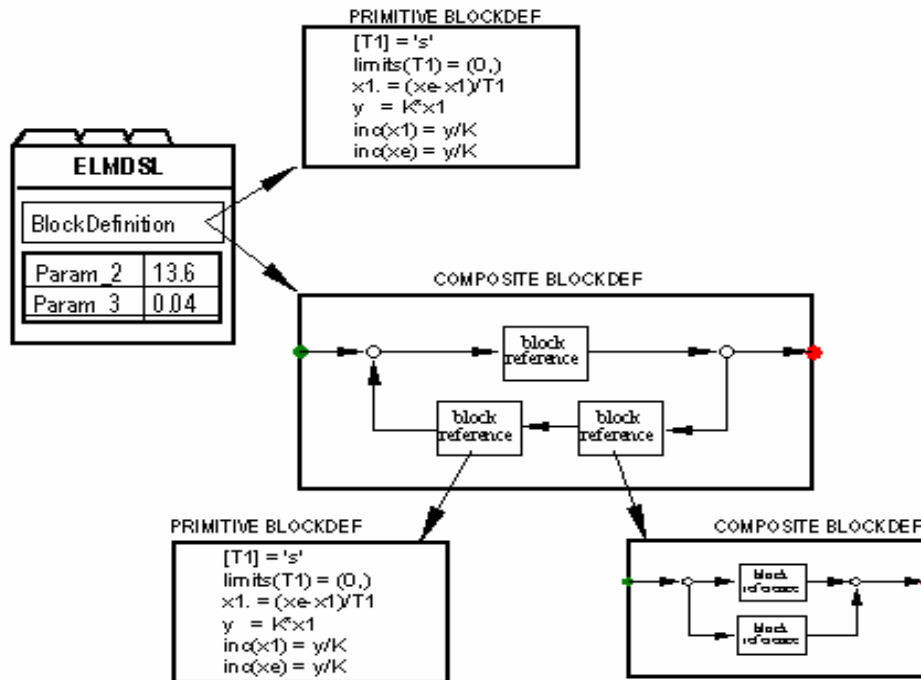 PRIMITIVE BLOCKDEF
[T1] = 's'
limits(T1) = (0,)
x1. = (xe-x1)/T1
y = K*x1
inc(x1) = y/K
inc(xe) = y/K
ELMDSL
BlockDefinition
Param_2 13.6
Param_3 0.04
COMPOSITE BLOCKDEF
block
reference
block
reference
block
reference
PRIMITIVE BLOCKDEF
[T1] = 's'
limits(T1) = (0,)
x1. = (xe-x1)/T1
y = K*x1
inc(x1) = y/K
inc(xe) = y/K
COMPOSITE BLOCKDEF
block
reference
block
reference